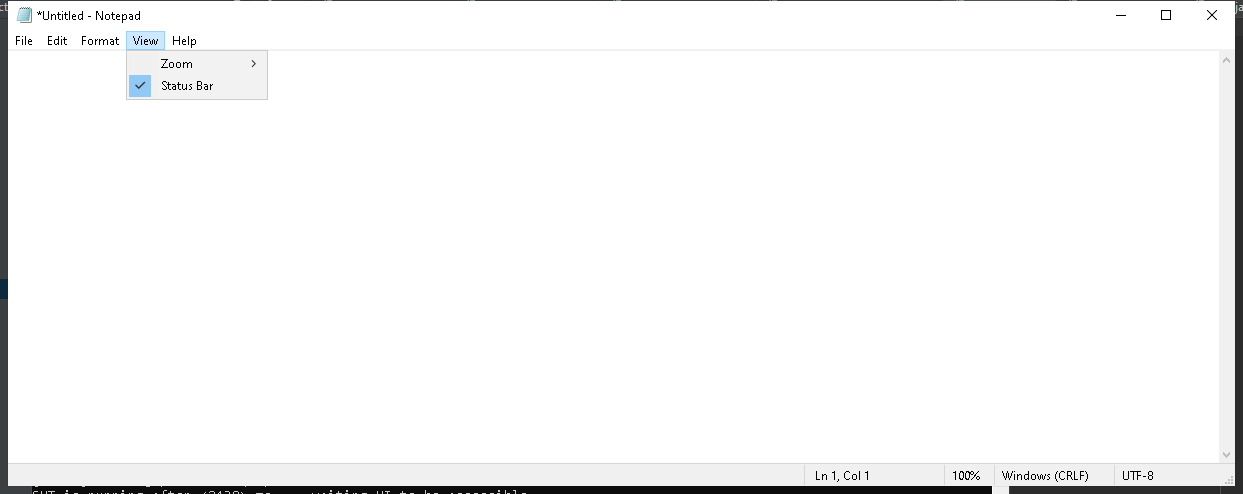 *Untitled - Notepad
File Edit Format View Help
Zoom
Status Bar
Ln 1, Col 1 100% Windows (CRLF) UTF-8